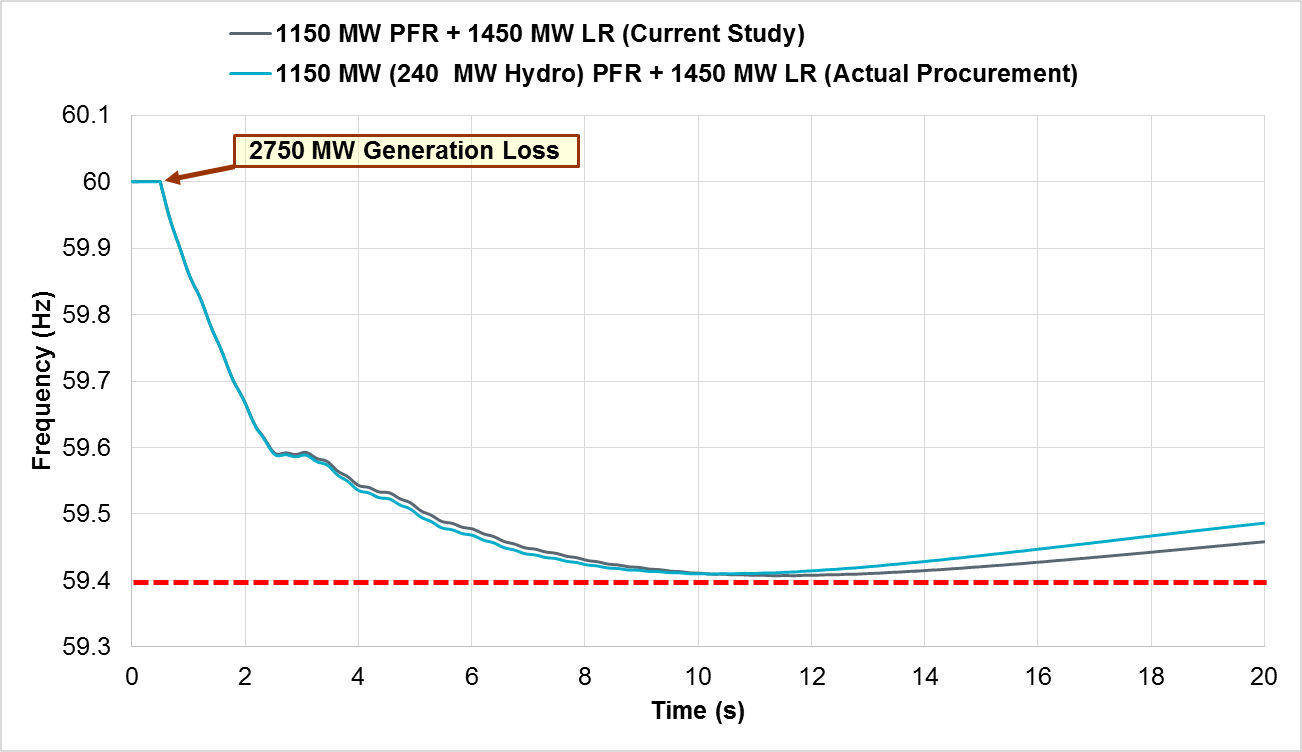 1150 MW PFR + 1450 MW LR (Current Study)
1150 MW (240  MW Hydro) PFR + 1450 MW LR (Actual Procurement)
2750 MW Generation Loss
Frequency (Hz)
60.1
60
59.9
59.8
59.7
59.6
59.5
59.4
59.3
0 2 4 6 8 10 12 14 16 18 20
Time (s)